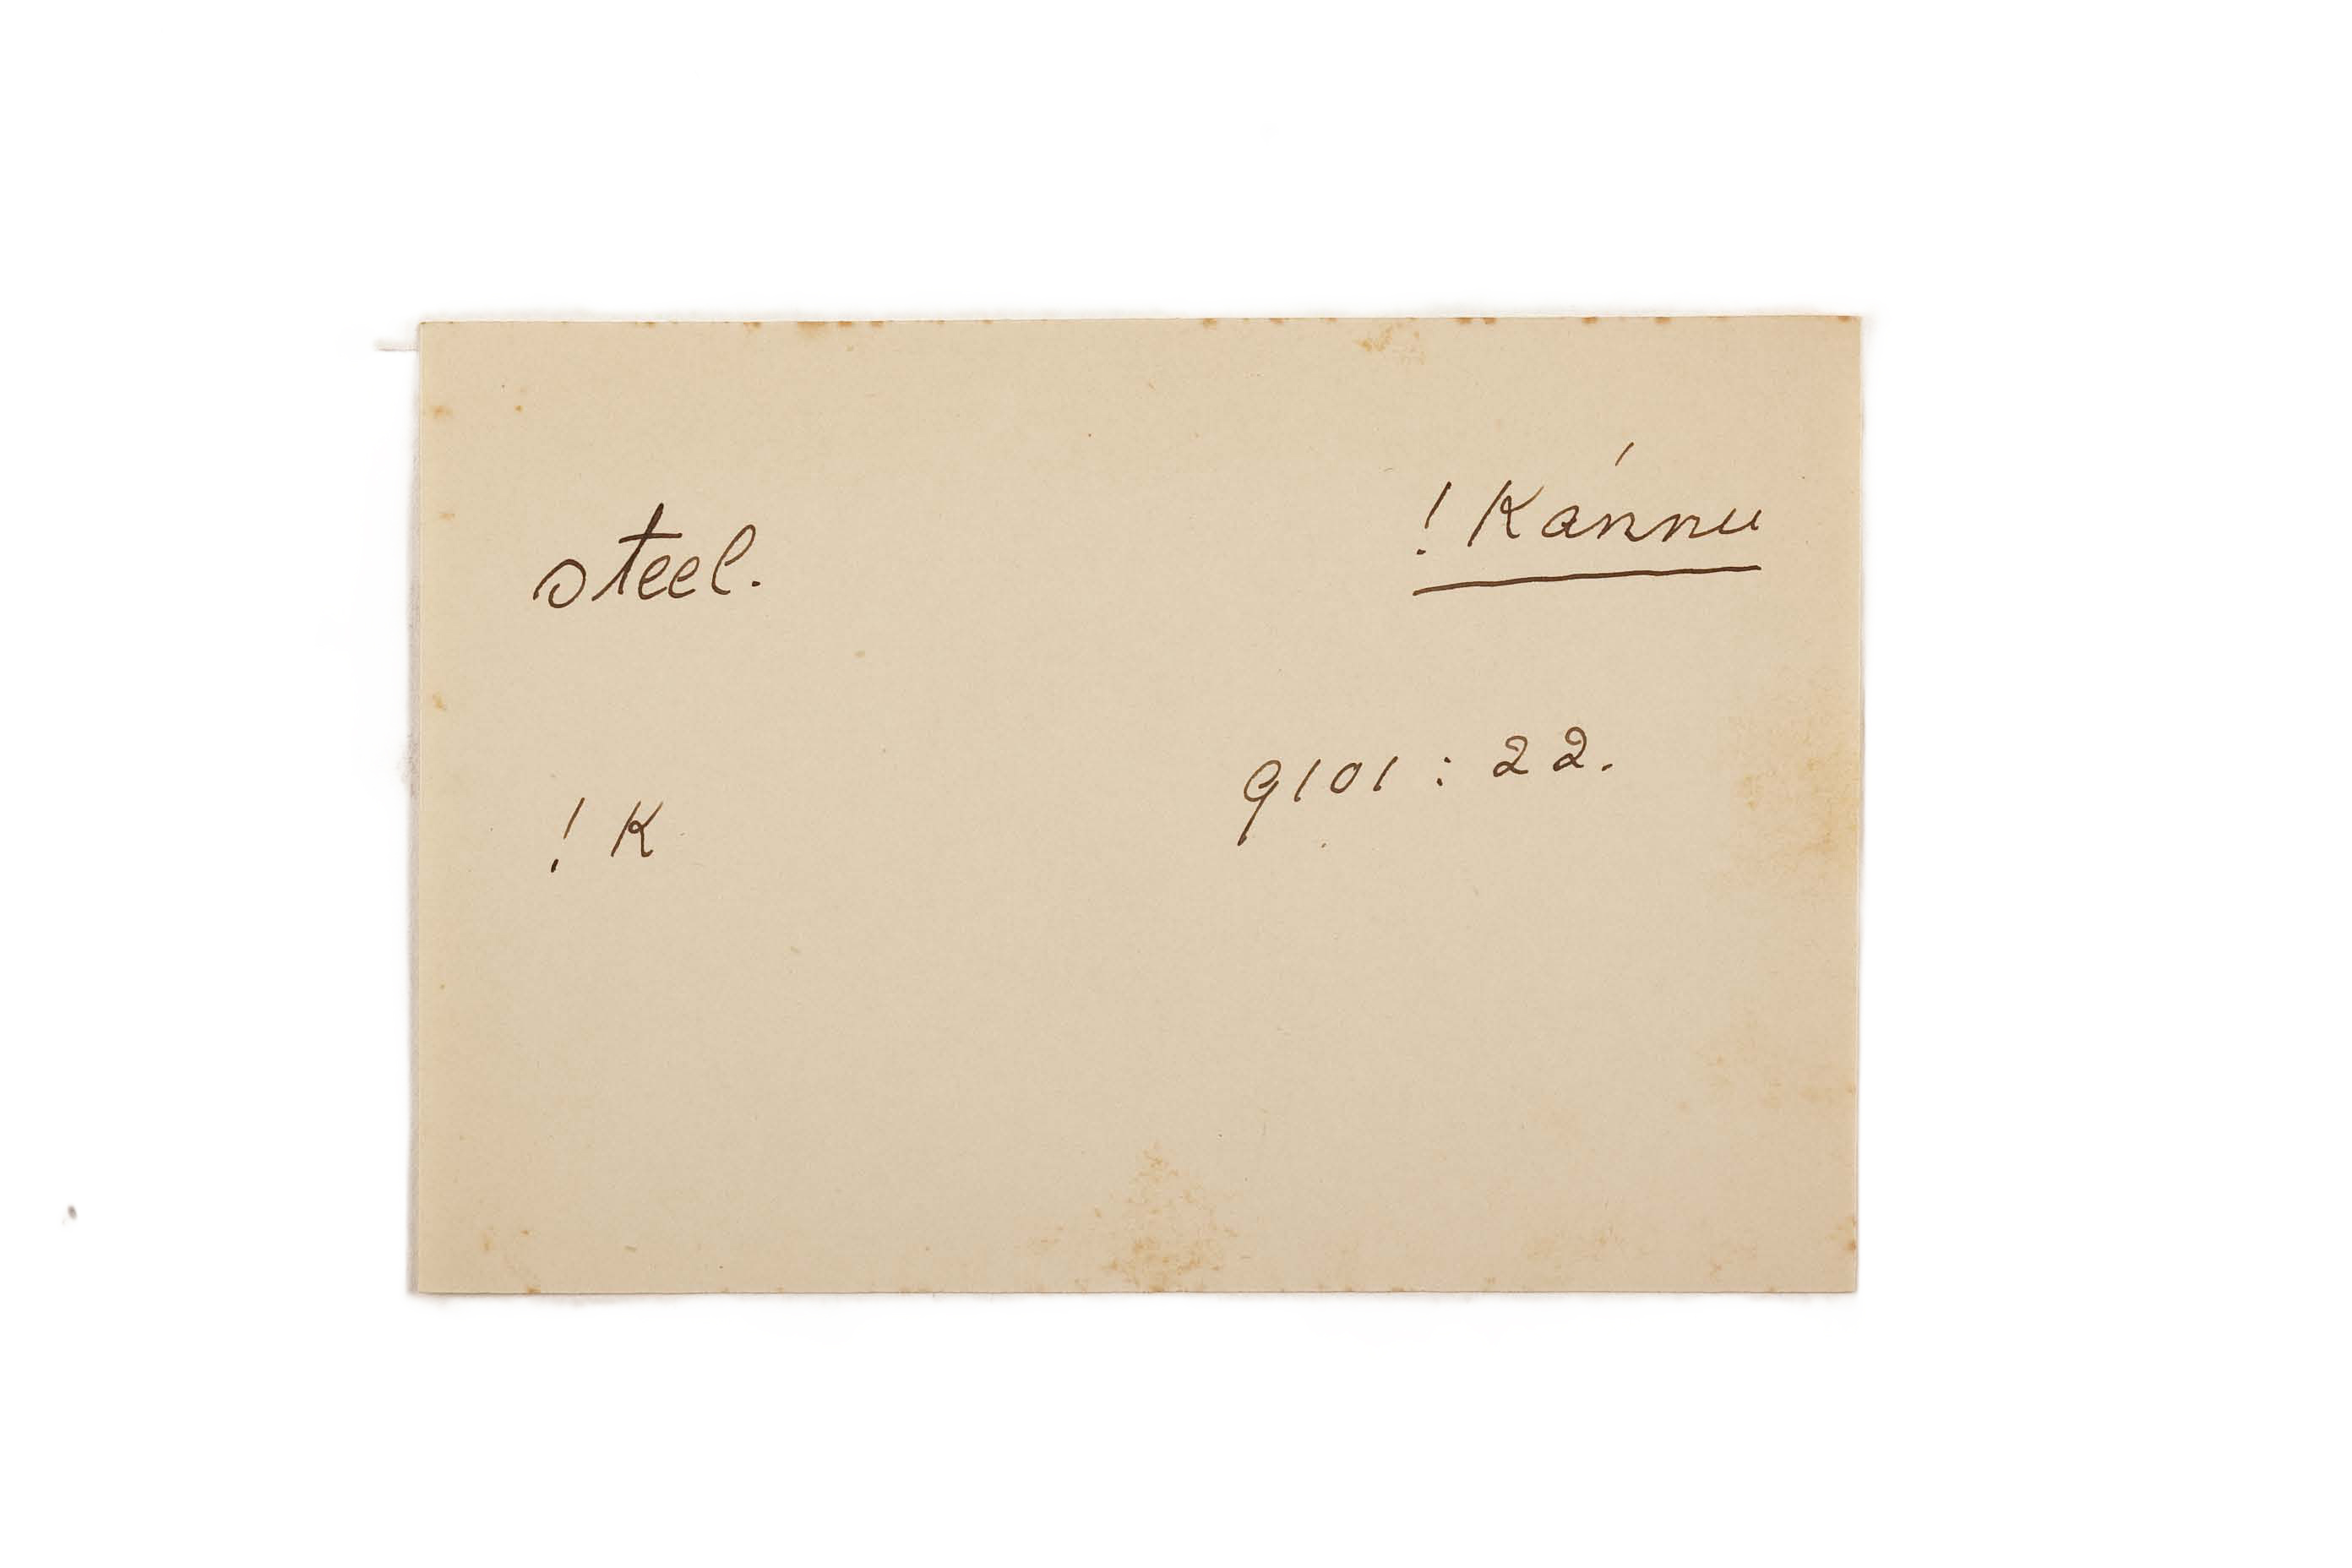 ! Kánnu
steel.
9101 : 22.
! K